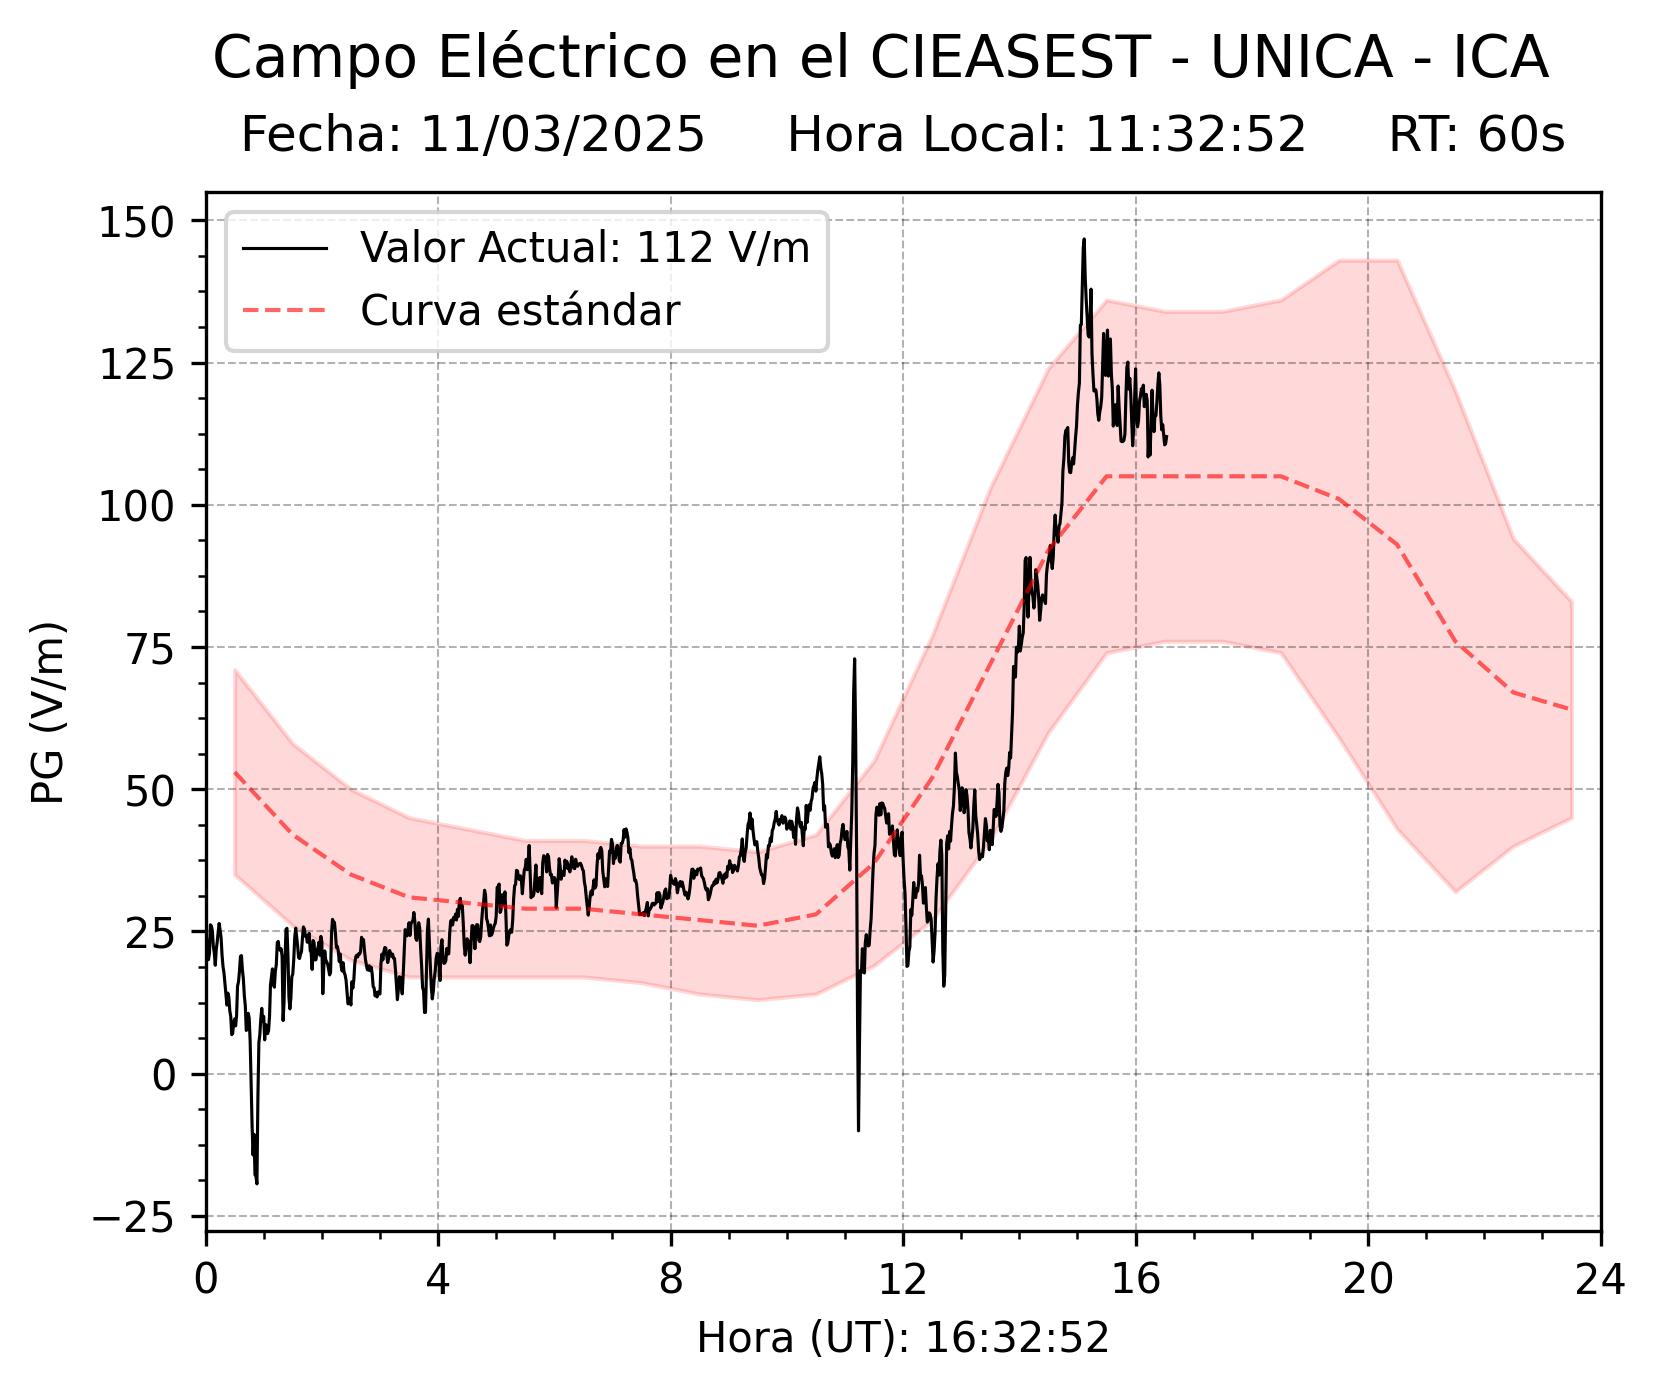 Campo Eléctrico en el CIEASEST - UNICA - ICA
Fecha: 11/03/2025 Hora Local: 11:32:52 RT: 60s
Valor Actual: 112 V/m
Curva estándar
150
125
100
75
50
25
0
−25
PG (V/m)
0 4 8 12 16 20 24
Hora (UT): 16:32:52